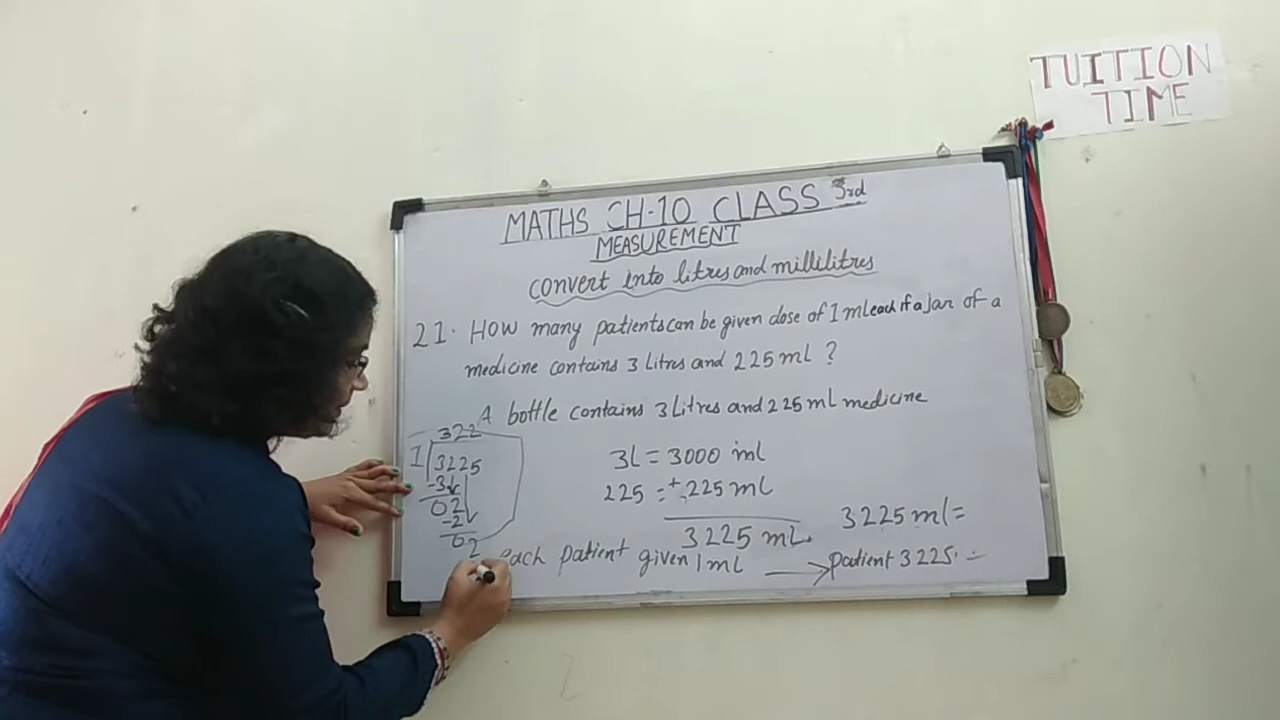 TUITION
TIME
MATHS CH-10 CLASS 3rd
MEASUREMENT
convert into litres and millilitres
21. HOW many patients can be given dose of 1 ml each if a Jar of a
medicine contains 3 Litres and 225 mL ?
A bottle contains 3 Litres and 225 mL medicine
3L = 3000 ml
225 = + 225 ml
3225 mL.
3225 ml =
each patient given 1 ml → patient 3225.
322
1 3225
-3
02
-2
02